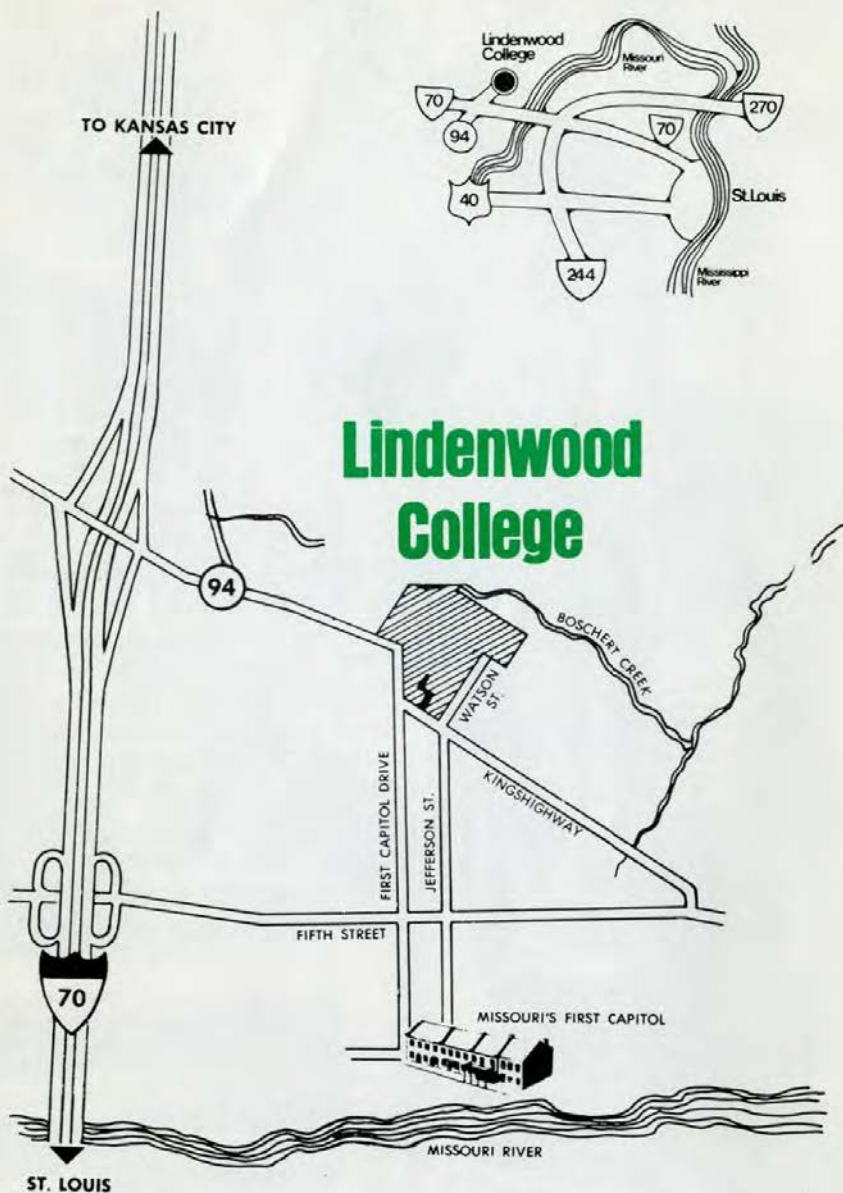 Lindenwood
College
Missouri
River
70
270
94
70
40
St. Louis
244
Mississippi
River
TO KANSAS CITY
Lindenwood
College
94
BOSCHERT CREEK
WATSON
ST.
FIRST CAPITOL DRIVE
JEFFERSON ST.
KINGSHIGHWAY
FIFTH STREET
70
MISSOURI'S FIRST CAPITOL
MISSOURI RIVER
ST. LOUIS